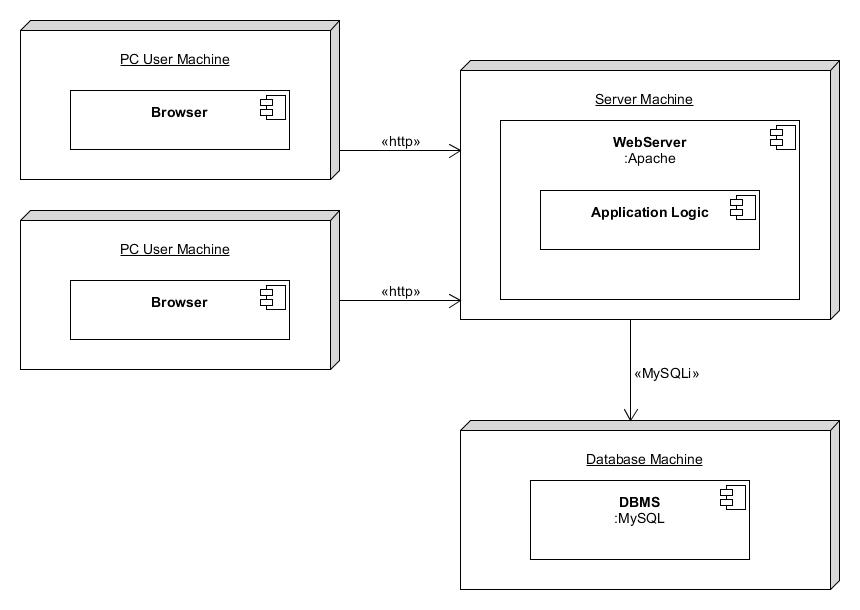 PC User Machine
Browser
«http»
PC User Machine
Browser
«http»
Server Machine
WebServer
:Apache
Application Logic
«MySQLi»
Database Machine
DBMS
:MySQL